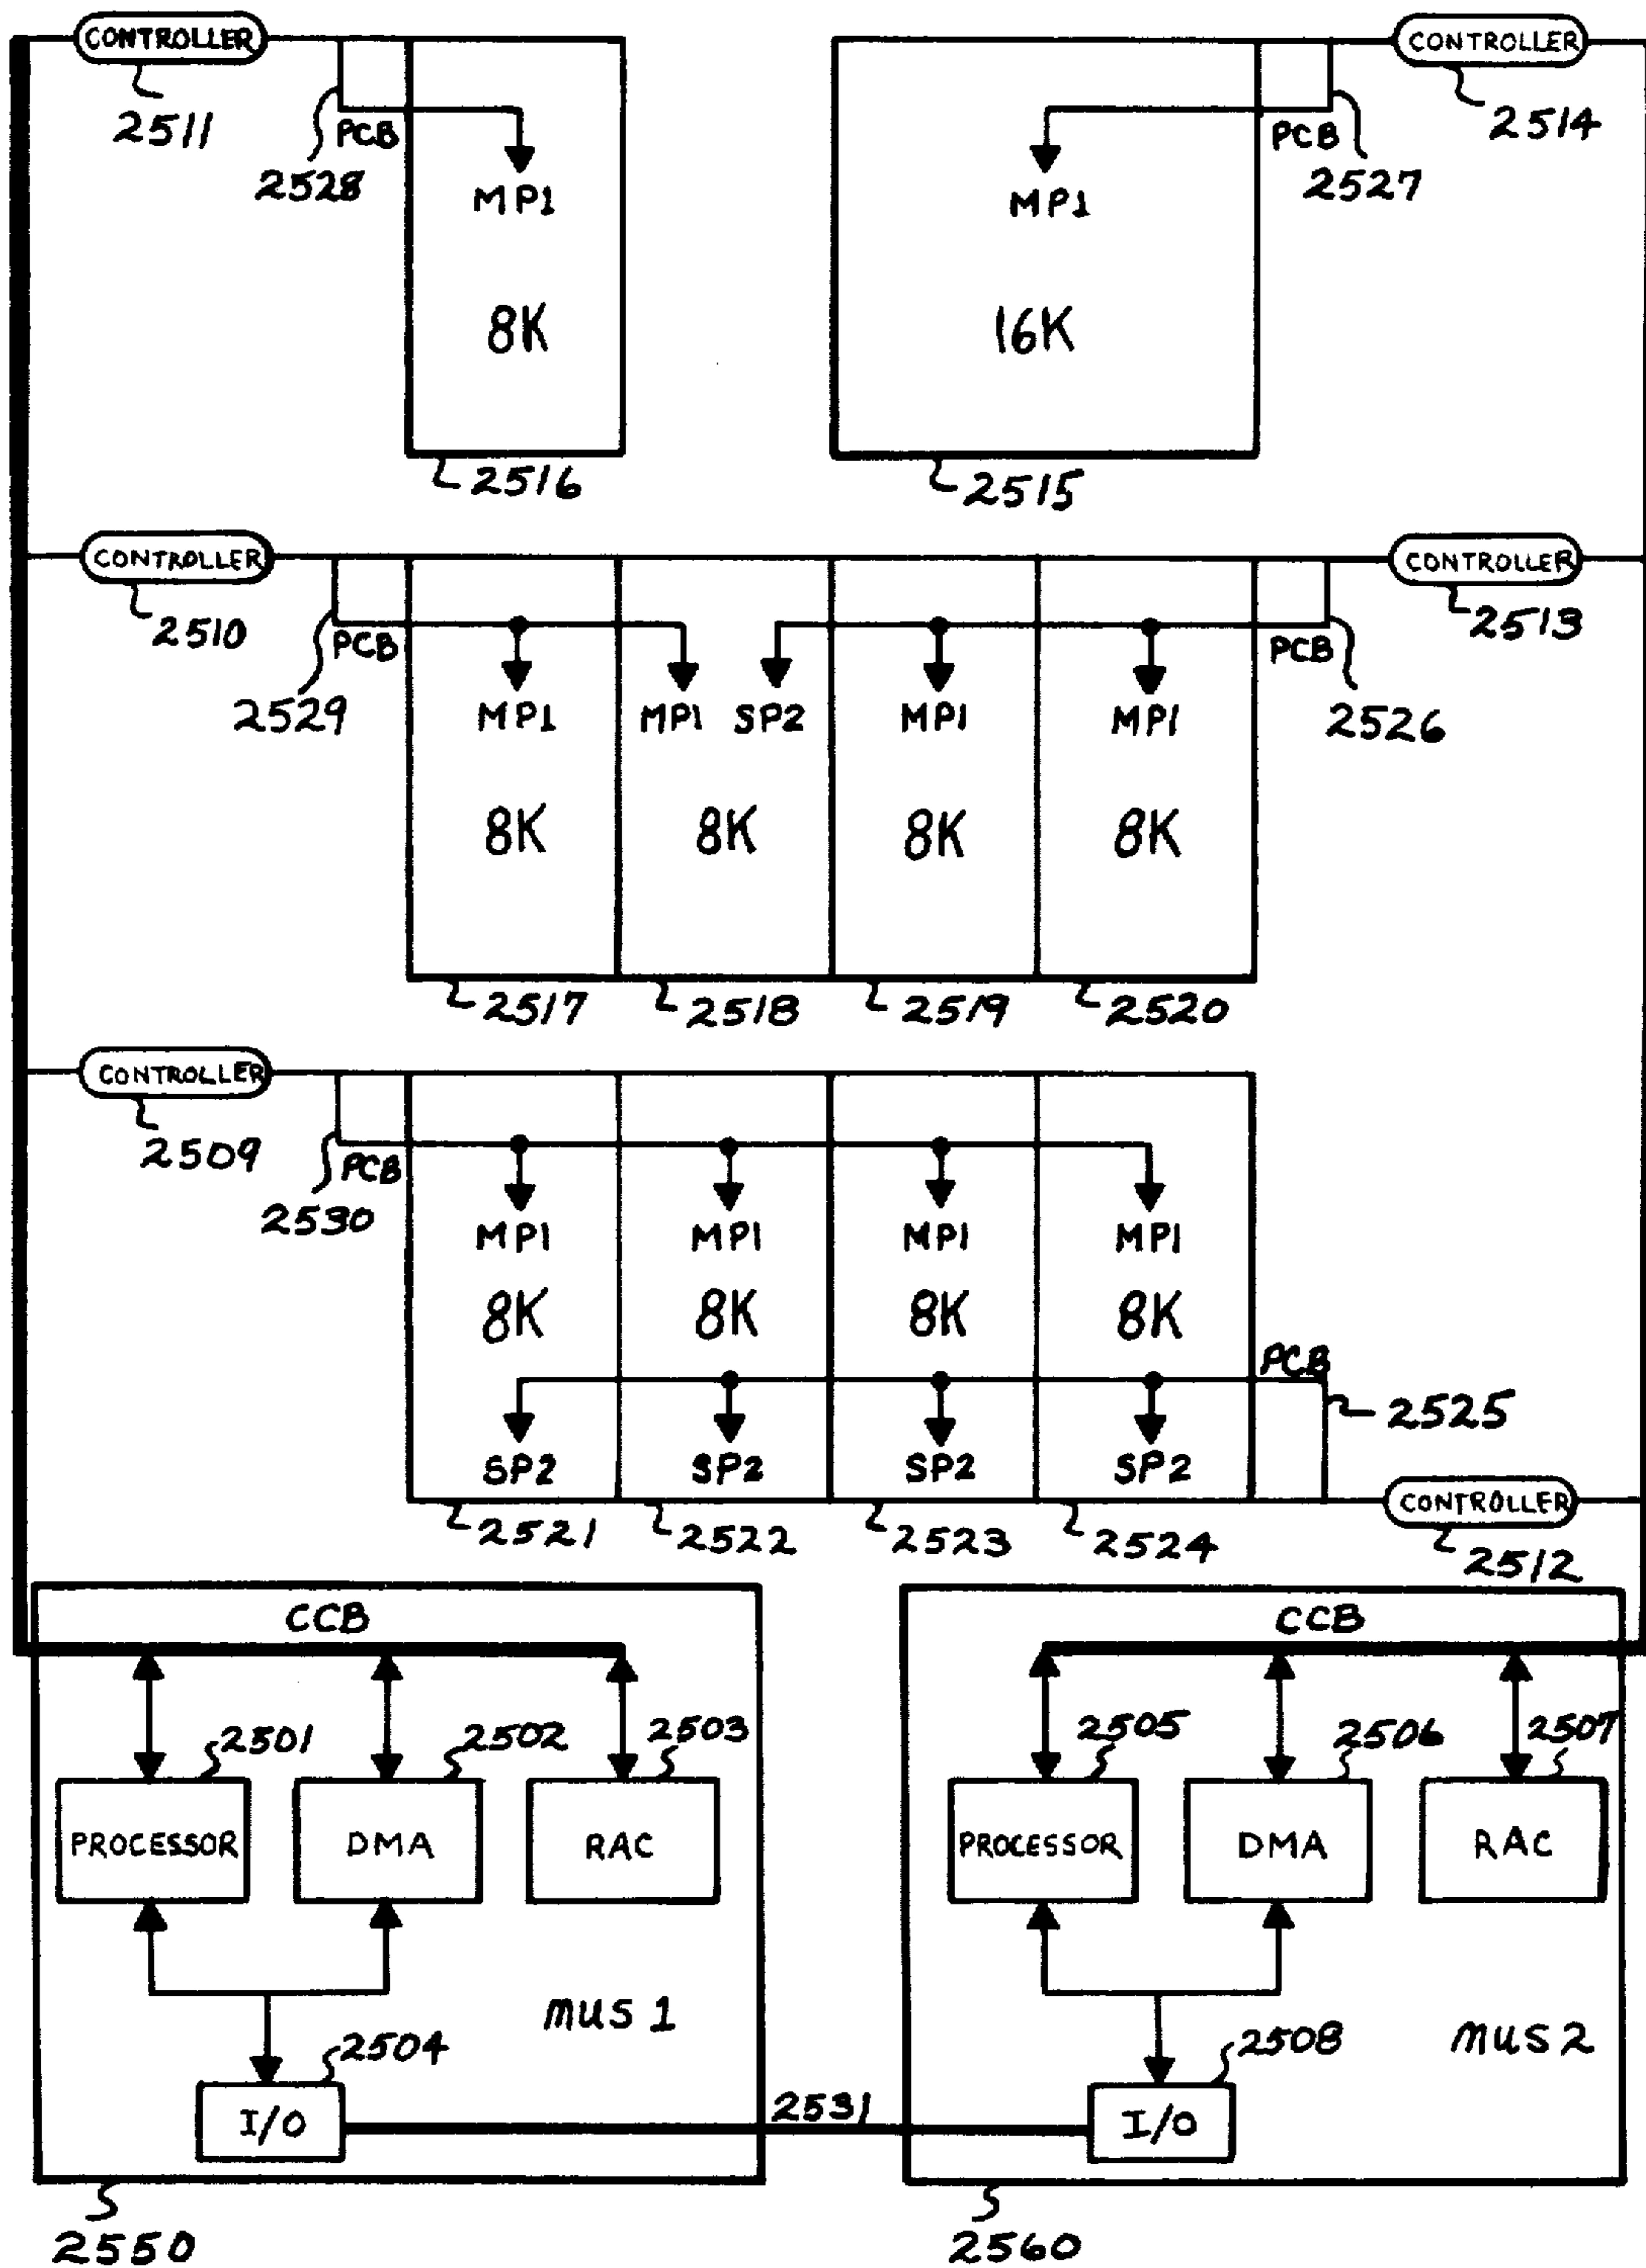 CONTROLLER CONTROLLER
2511 2514
PCB PCB
2528 2527
MP1 MP1
8K 16K
2516 2515
CONTROLLER CONTROLLER
2510 2513
PCB PCB
2529 2526
MP1 MP1 SP2 MP1 MP1
8K 8K 8K 8K
2517 2518 2519 2520
CONTROLLER
2509
PCB
2530
MP1 MP1 MP1 MP1
8K 8K 8K 8K
PCB
2525
SP2 SP2 SP2 SP2
CONTROLLER
2521 2522 2523 2524
2512
CCB CCB
2501 2502 2503 2505 2506 2507
PROCESSOR DMA RAC PROCESSOR DMA RAC
MUS 1 MUS 2
2504 2508
I/O 2531 I/O
2550 2560